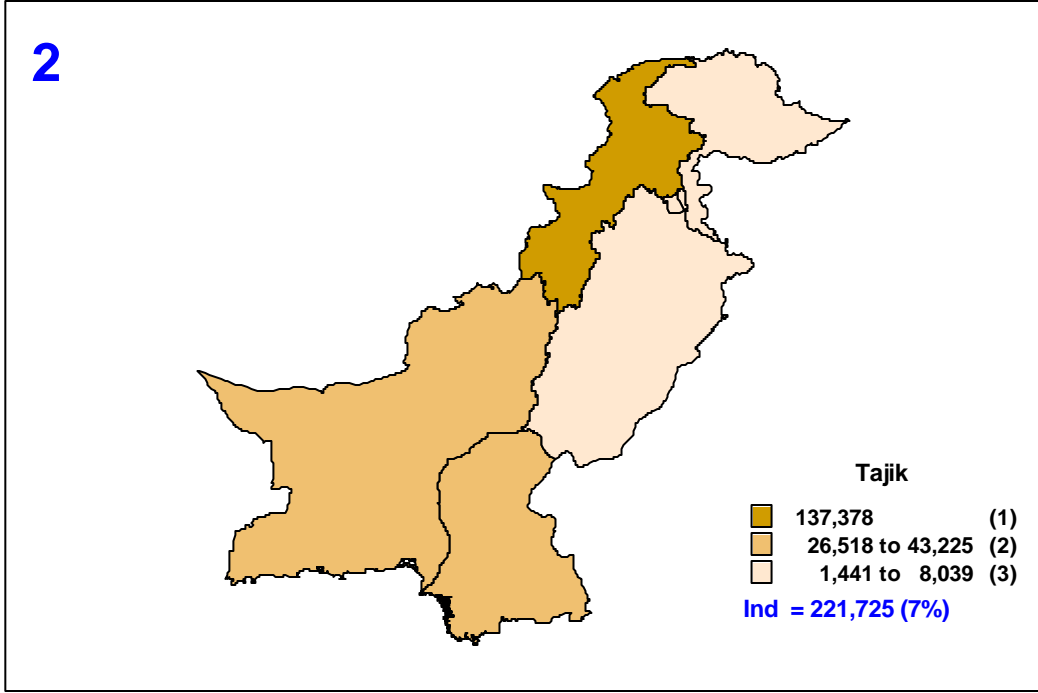 2
Tajik
137,378 (1)
26,518 to 43,225 (2)
1,441 to 8,039 (3)
Ind = 221,725 (7%)